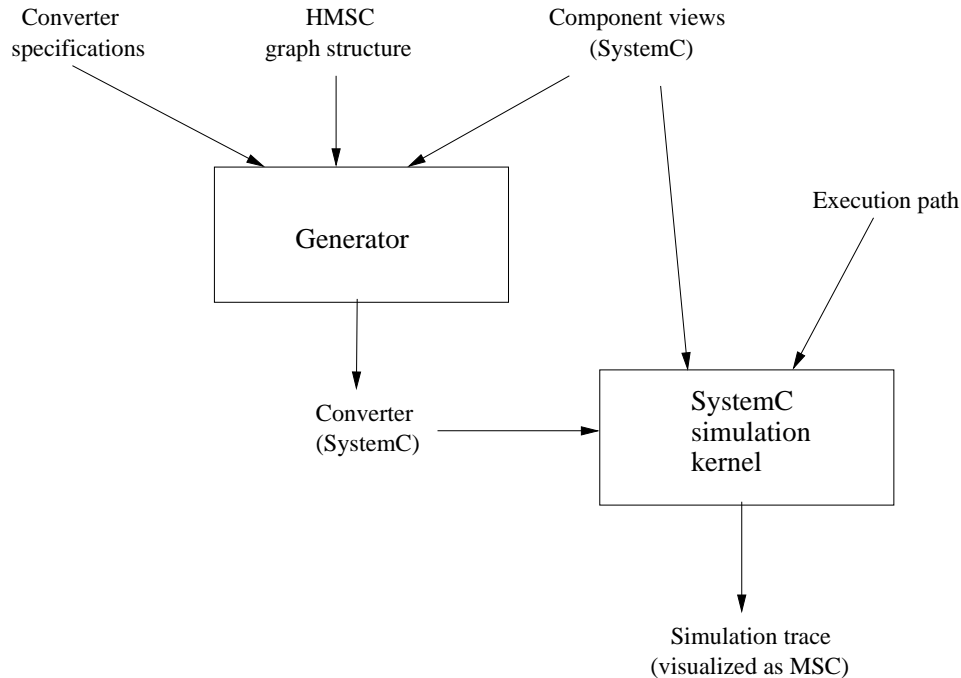 Converter
specifications
HMSC
graph structure
Component views
(SystemC)
Execution path
Generator
Converter
(SystemC)
SystemC
simulation
kernel
Simulation trace
(visualized as MSC)